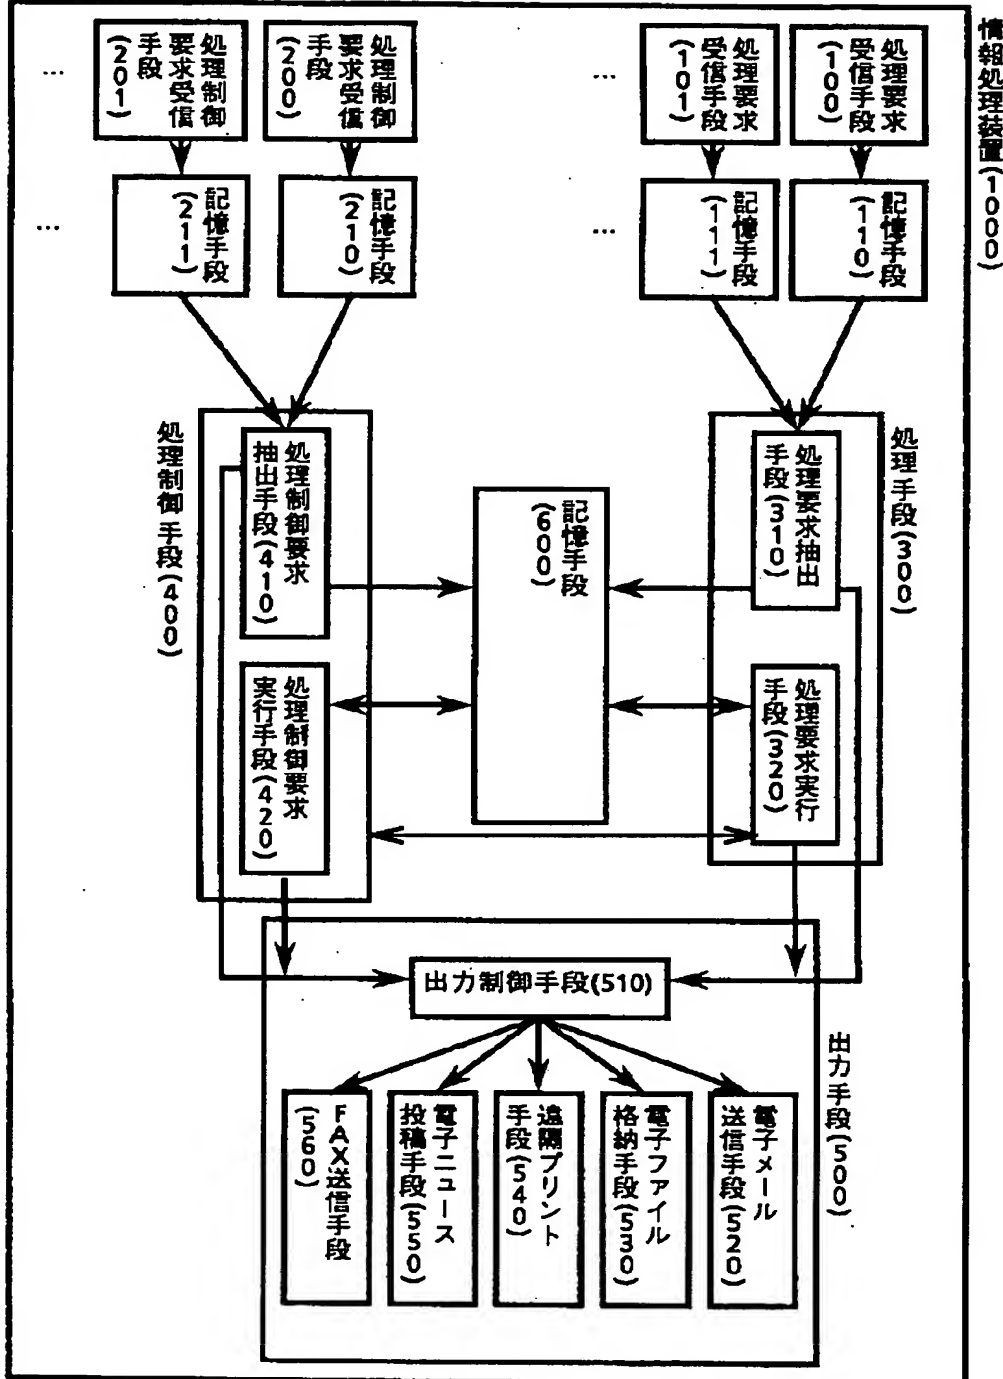 情報処理装置(1000)
処理要求
受信手段
(100)
処理要求
受信手段
(101)
…
処理制御
要求受信
手段
(200)
処理制御
要求受信
手段
(201)
…
記憶手段
(110)
記憶手段
(111)
…
記憶手段
(210)
記憶手段
(211)
…
処理手段(300)
処理要求抽出
手段(310)
処理要求実行
手段(320)
記憶手段
(600)
処理制御要求
抽出手段(410)
処理制御要求
実行手段(420)
処理制御手段(400)
出力制御手段(510)
出力手段(500)
電子メール
送信手段(520)
電子ファイル
格納手段(530)
遠隔プリント
手段(540)
電子ニュース
投稿手段(550)
FAX送信手段
(560)